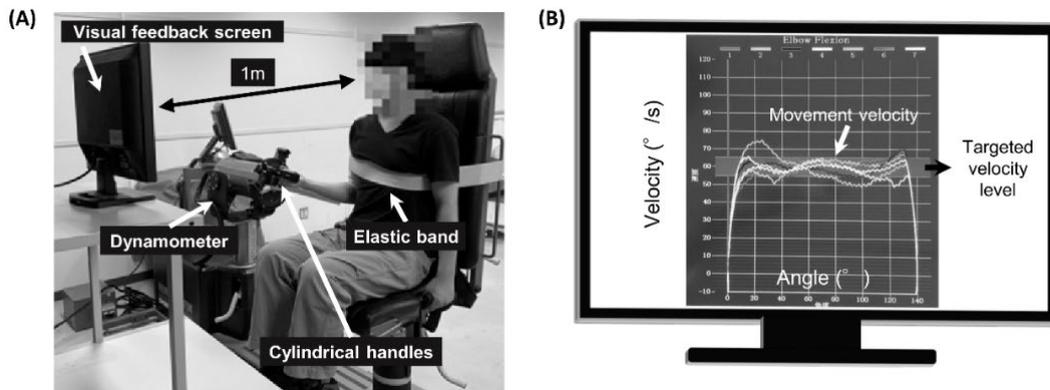 (A)
Visual feedback screen
1m
Dynamometer
Elastic band
Cylindrical handles
(B)
Elbow Flexion
1 2 3 4 5 6 7
120
110
100
90
80
70
60
50
40
30
20
10
0
-10
Movement velocity
Velocity (° /s)
Targeted
velocity
level
Angle (° )
0 20 40 60 80 100 120 140